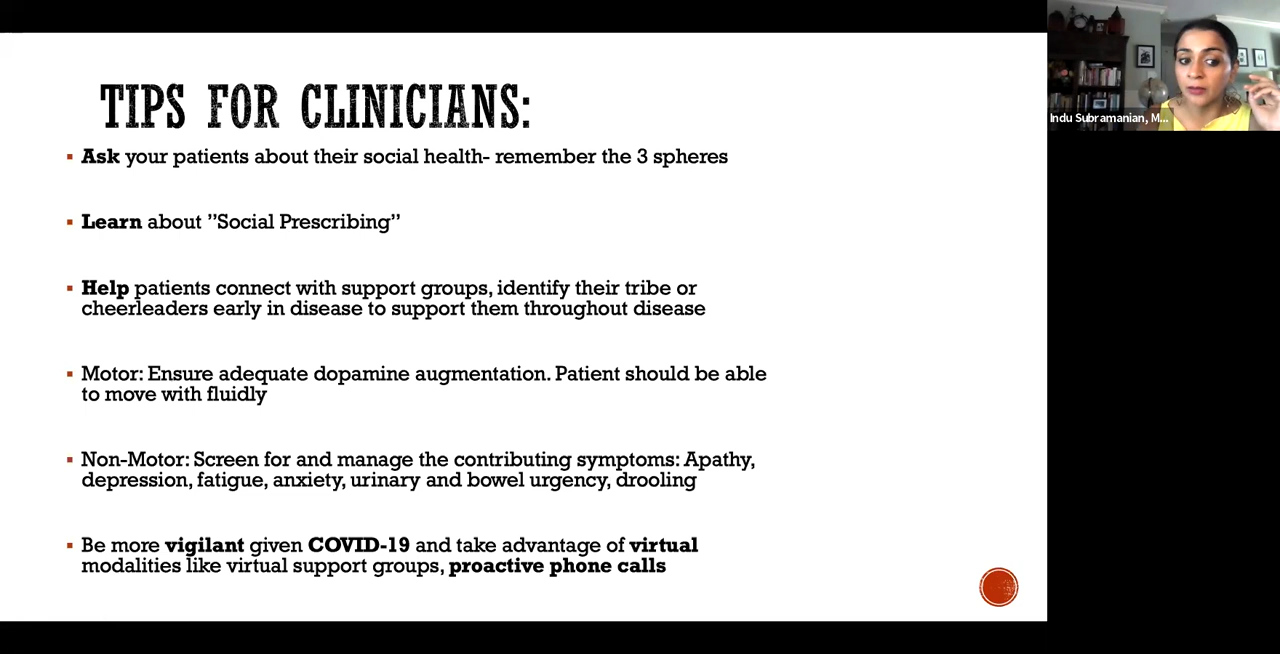 TIPS FOR CLINICIANS:
▪ Ask your patients about their social health- remember the 3 spheres
▪ Learn about ”Social Prescribing”
▪ Help patients connect with support groups, identify their tribe or
cheerleaders early in disease to support them throughout disease
▪ Motor: Ensure adequate dopamine augmentation. Patient should be able
to move with fluidly
▪ Non-Motor: Screen for and manage the contributing symptoms: Apathy,
depression, fatigue, anxiety, urinary and bowel urgency, drooling
▪ Be more vigilant given COVID-19 and take advantage of virtual
modalities like virtual support groups, proactive phone calls
Indu Subramanian, M...